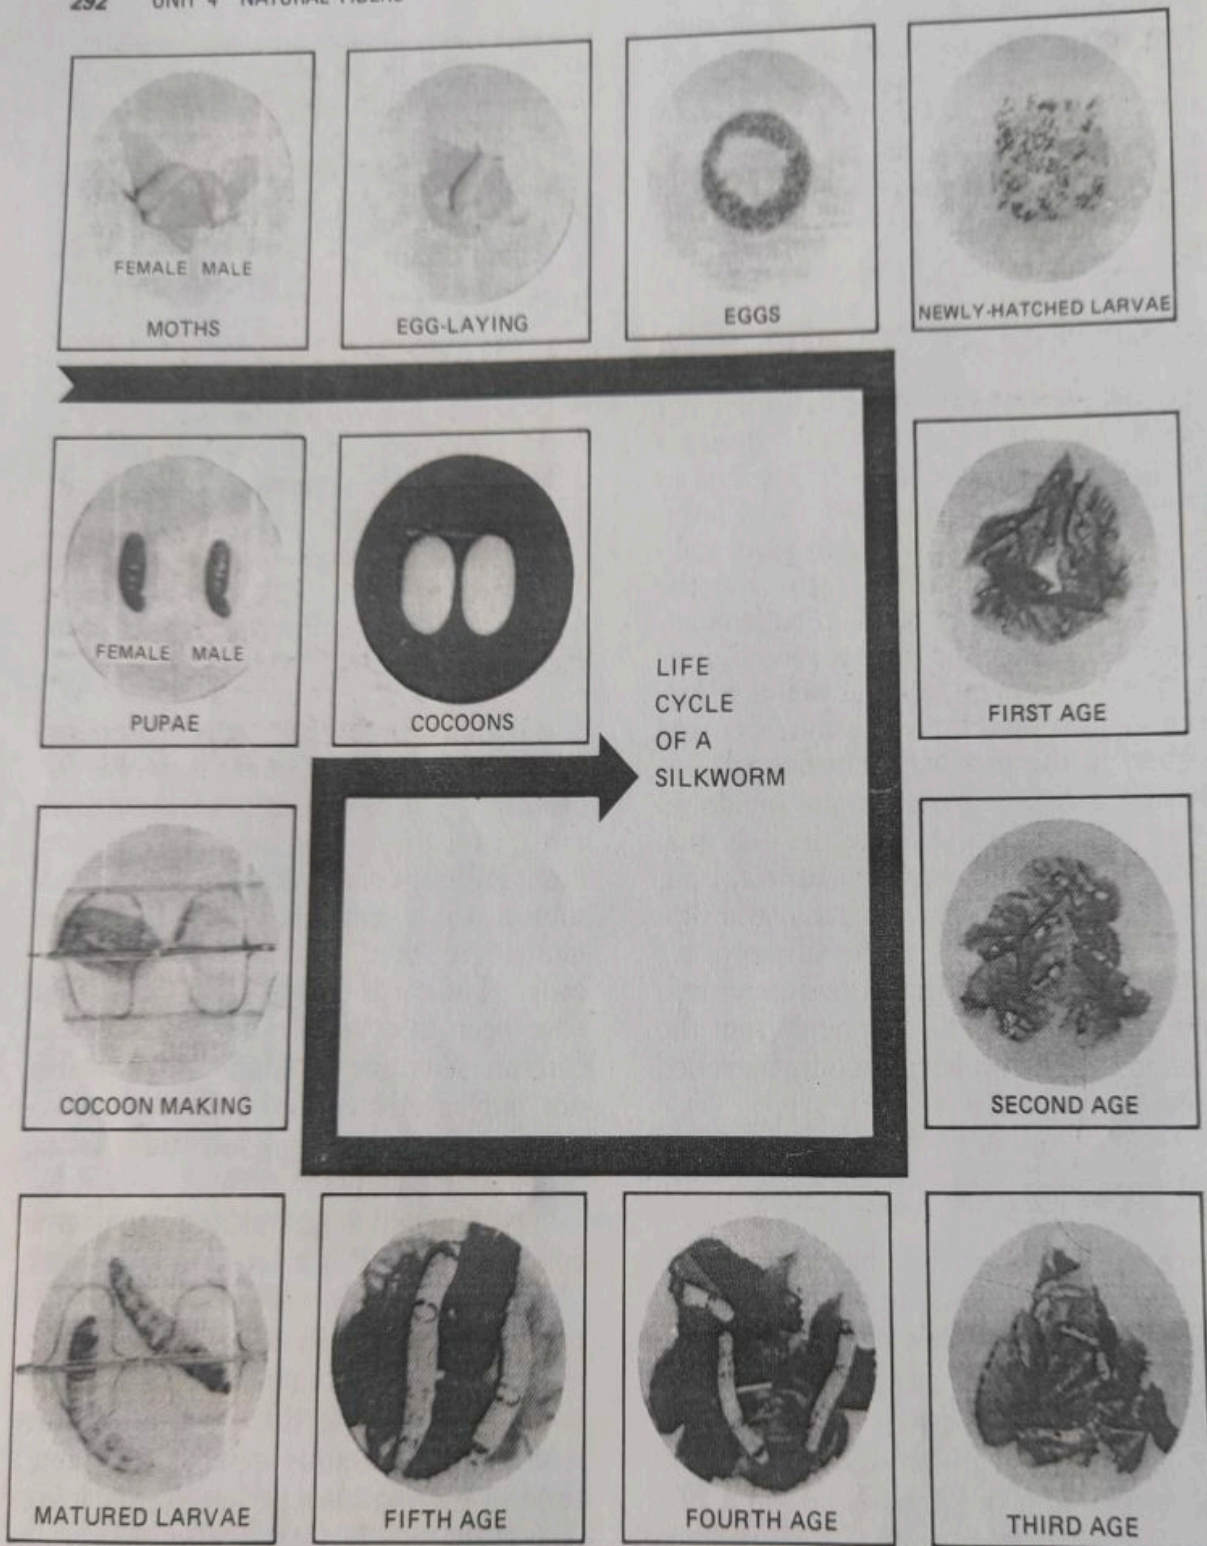 292 UNIT 4 NATURAL FIBERS
FEMALE MALE
MOTHS
EGG-LAYING
EGGS
NEWLY-HATCHED LARVAE
FEMALE MALE
PUPAE
COCOONS
LIFE
CYCLE
OF A
SILKWORM
FIRST AGE
COCOON MAKING
SECOND AGE
MATURED LARVAE
FIFTH AGE
FOURTH AGE
THIRD AGE